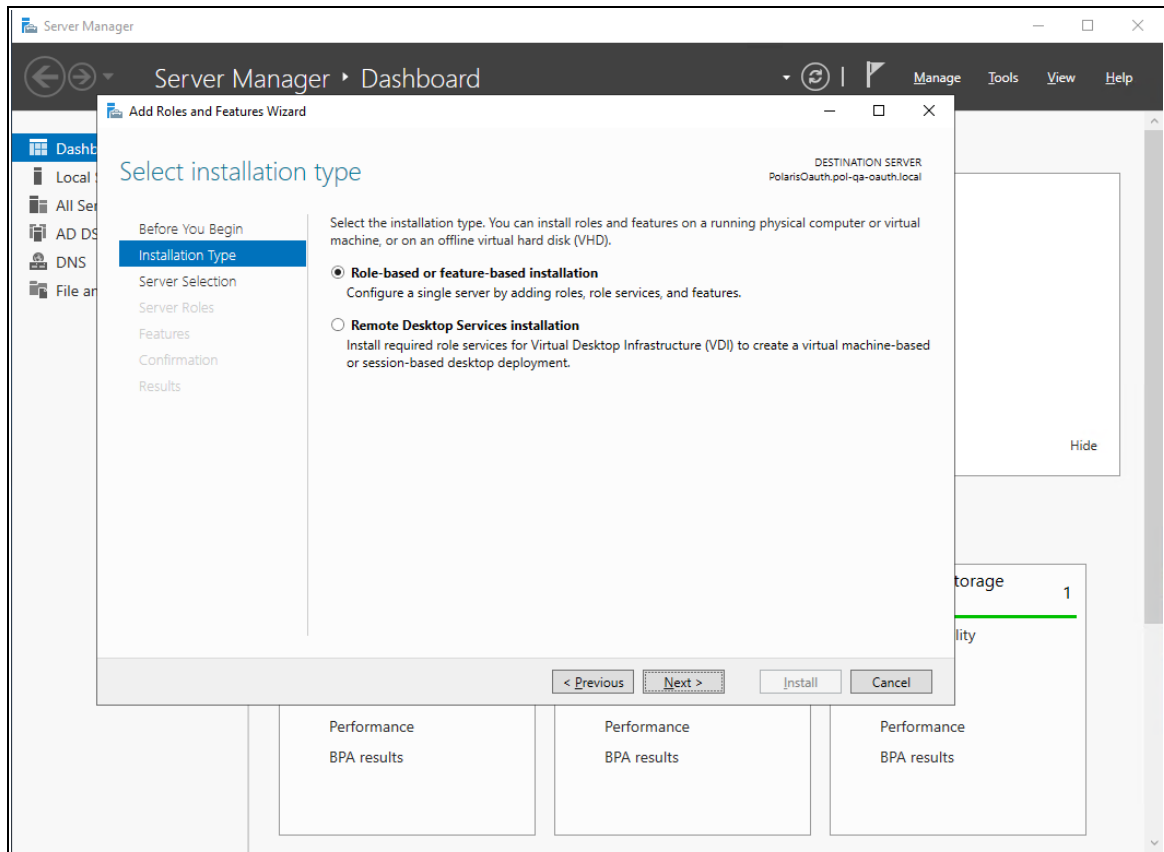 Server Manager
Server Manager • Dashboard
Manage Tools View Help
Add Roles and Features Wizard
Dashb
Local
All Ser
AD DS
DNS
File an
Select installation type
DESTINATION SERVER
PolarisOauth.pol-qa-oauth.local
Before You Begin
Installation Type
Server Selection
Server Roles
Features
Confirmation
Results
Select the installation type. You can install roles and features on a running physical computer or virtual
machine, or on an offline virtual hard disk (VHD).
Role-based or feature-based installation
Configure a single server by adding roles, role services, and features.
Remote Desktop Services installation
Install required role services for Virtual Desktop Infrastructure (VDI) to create a virtual machine-based
or session-based desktop deployment.
< Previous
Next >
Install
Cancel
Hide
torage
1
lity
Performance
BPA results
Performance
BPA results
Performance
BPA results